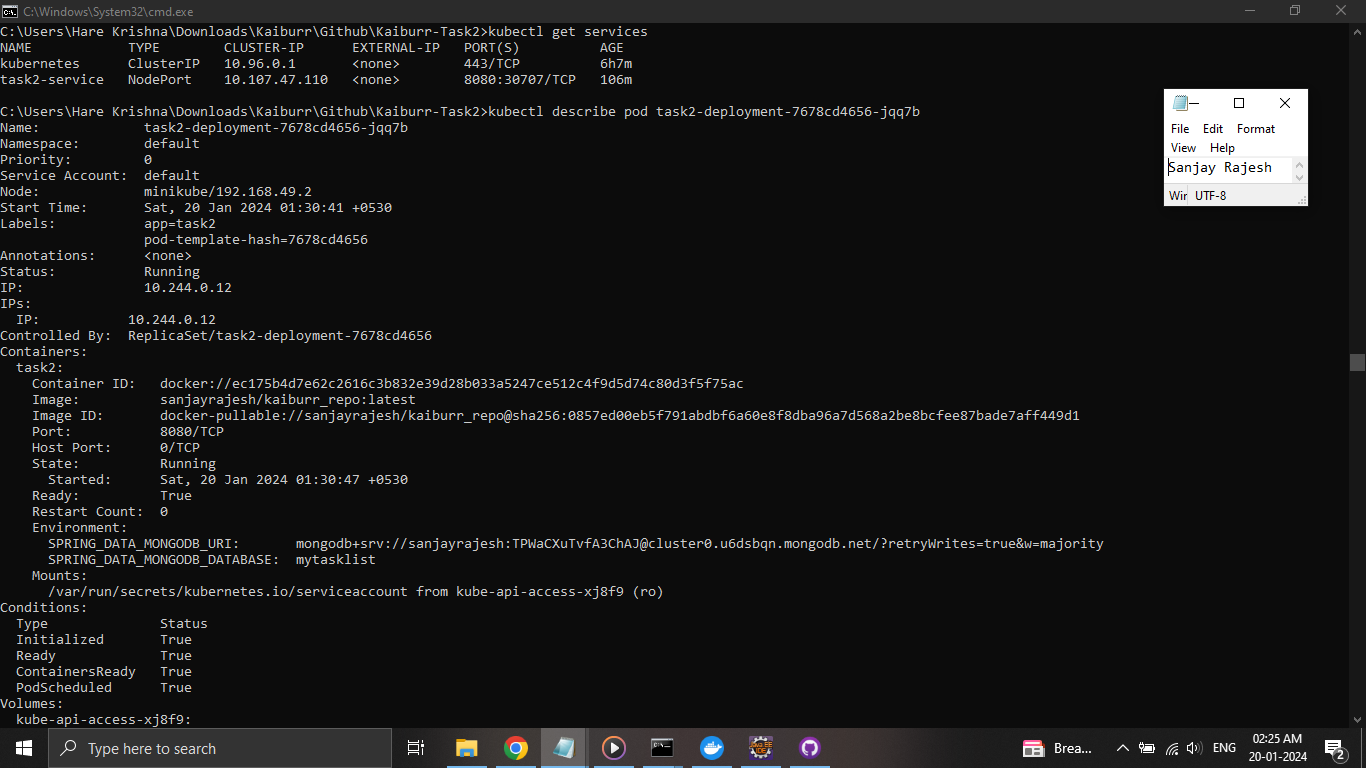 C:\Windows\System32\cmd.exe
C:\Users\Hare Krishna\Downloads\Kaiburr\Github\Kaiburr-Task2>kubectl get services
NAME TYPE CLUSTER-IP EXTERNAL-IP PORT(S) AGE
kubernetes ClusterIP 10.96.0.1 <none> 443/TCP 6h7m
task2-service NodePort 10.107.47.110 <none> 8080:30707/TCP 106m
C:\Users\Hare Krishna\Downloads\Kaiburr\Github\Kaiburr-Task2>kubectl describe pod task2-deployment-7678cd4656-jqq7b
Name: task2-deployment-7678cd4656-jqq7b
Namespace: default
Priority: 0
Service Account: default
Node: minikube/192.168.49.2
Start Time: Sat, 20 Jan 2024 01:30:41 +0530
Labels: app=task2
pod-template-hash=7678cd4656
Annotations: <none>
Status: Running
IP: 10.244.0.12
IPs:
IP: 10.244.0.12
Controlled By: ReplicaSet/task2-deployment-7678cd4656
Containers:
task2:
Container ID: docker://ec175b4d7e62c2616c3b832e39d28b033a5247ce512c4f9d5d74c80d3f5f75ac
Image: sanjayrajesh/kaiburr_repo:latest
Image ID: docker-pullable://sanjayrajesh/kaiburr_repo@sha256:0857ed00eb5f791abdbf6a60e8f8dba96a7d568a2be8bcfee87bade7aff449d1
Port: 8080/TCP
Host Port: 0/TCP
State: Running
Started: Sat, 20 Jan 2024 01:30:47 +0530
Ready: True
Restart Count: 0
Environment:
SPRING_DATA_MONGODB_URI: mongodb+srv://sanjayrajesh:TPWaCXuTvfA3ChAJ@cluster0.u6dsbqn.mongodb.net/?retryWrites=true&w=majority
SPRING_DATA_MONGODB_DATABASE: mytasklist
Mounts:
/var/run/secrets/kubernetes.io/serviceaccount from kube-api-access-xj8f9 (ro)
Conditions:
Type Status
Initialized True
Ready True
ContainersReady True
PodScheduled True
Volumes:
kube-api-access-xj8f9:
File Edit Format
View Help
Sanjay Rajesh
Wir UTF-8
Type here to search
JAVA EE
IDE
Brea...
ENG
02:25 AM
20-01-2024
2